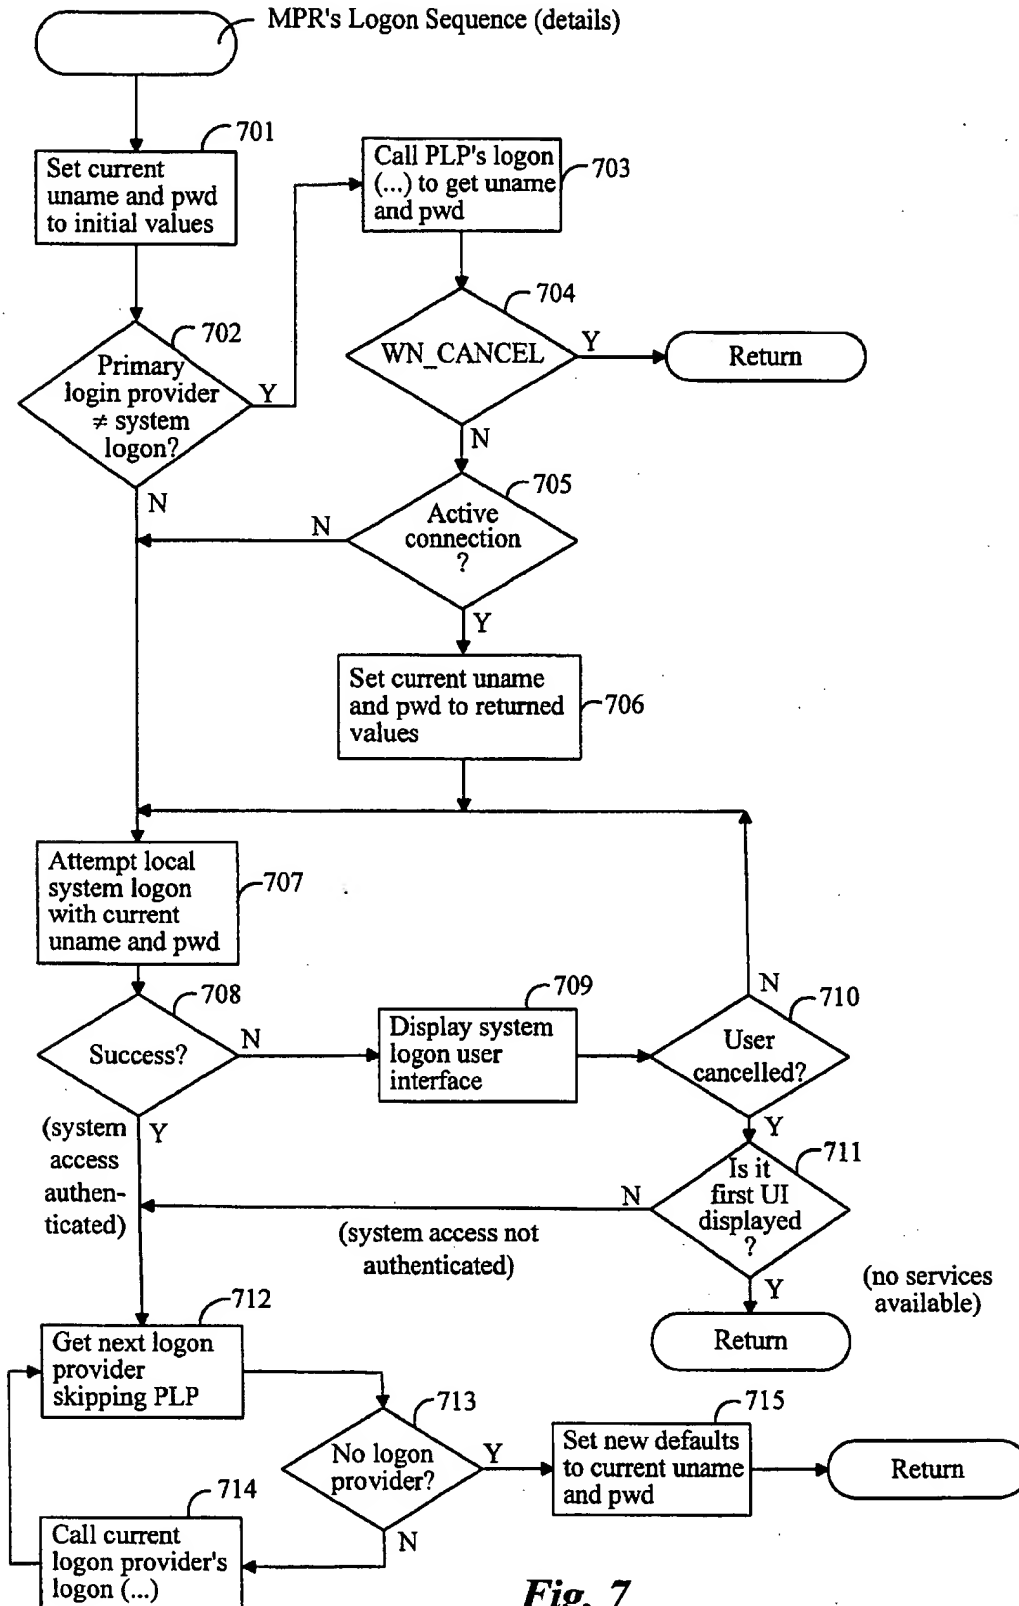 MPR's Logon Sequence (details)
701
Set current
uname and pwd
to initial values
Call PLP's logon
(...) to get uname
and pwd
703
702
Primary
login provider
≠ system
logon?
Y
N
704
WN_CANCEL
Y
Return
N
705
Active
connection
?
N
Y
Set current uname
and pwd to returned
values
706
Attempt local
system logon
with current
uname and pwd
707
708
Success?
N
Y
(system
access
authen-
ticated)
709
Display system
logon user
interface
N
710
User
cancelled?
Y
711
Is it
first UI
displayed
?
N
(system access not
authenticated)
Y
(no services
available)
Return
712
Get next logon
provider
skipping PLP
713
No logon
provider?
Y
N
715
Set new defaults
to current uname
and pwd
Return
714
Call current
logon provider's
logon (...)
Fig. 7